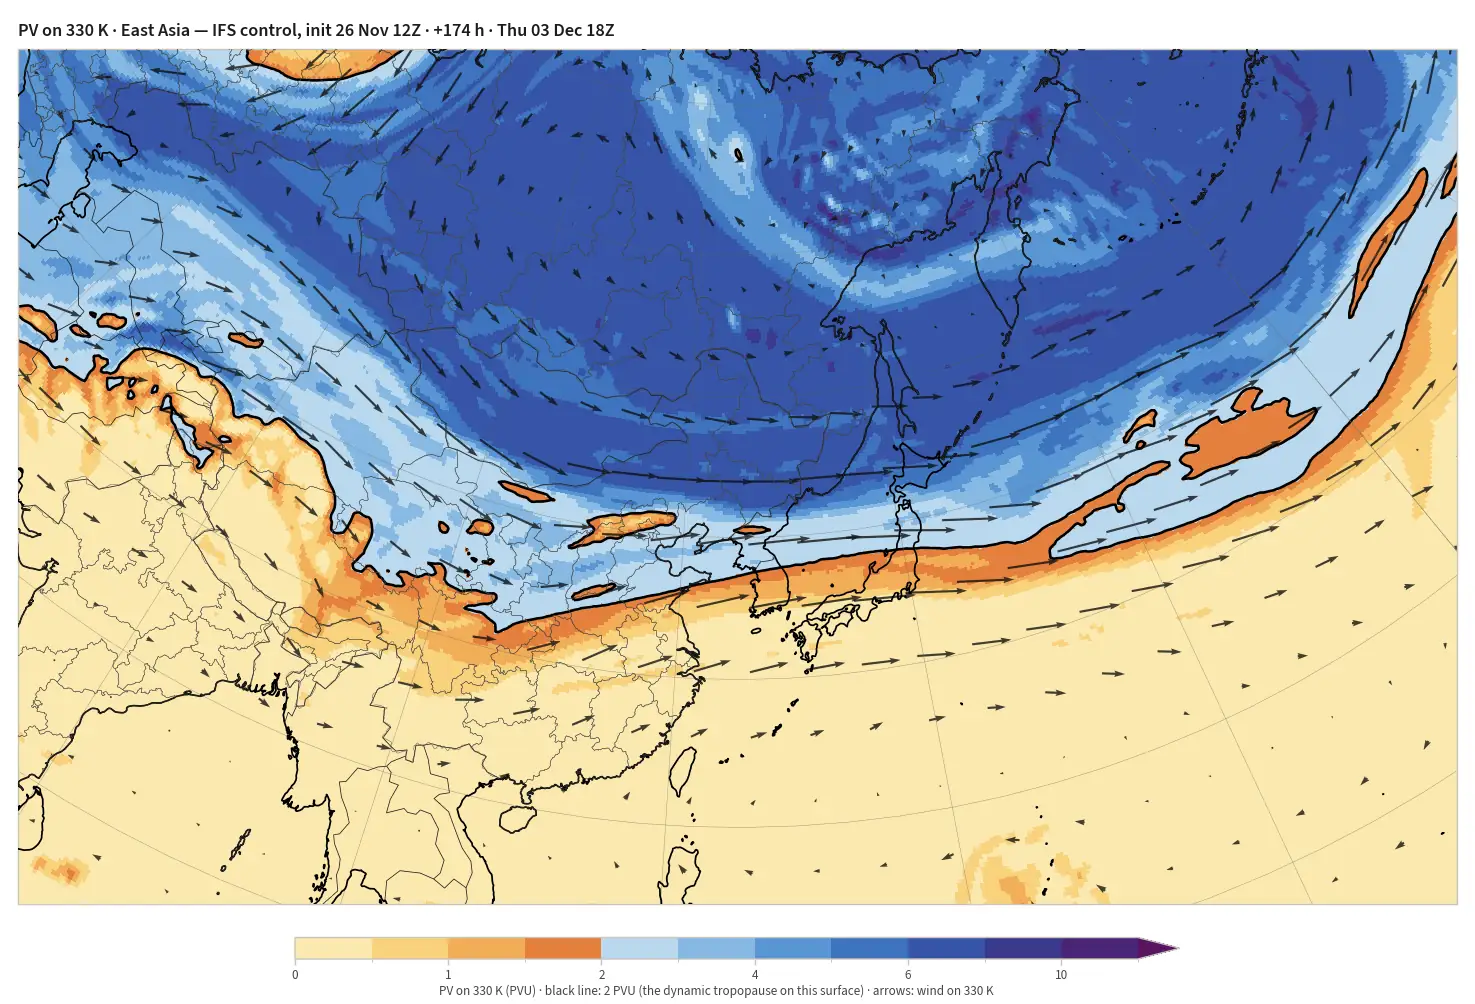 PV on 330 K · East Asia — IFS control, init 26 Nov 12Z · +174 h · Thu 03 Dec 18Z
0 1 2 4 6 10
PV on 330 K (PVU) · black line: 2 PVU (the dynamic tropopause on this surface) · arrows: wind on 330 K